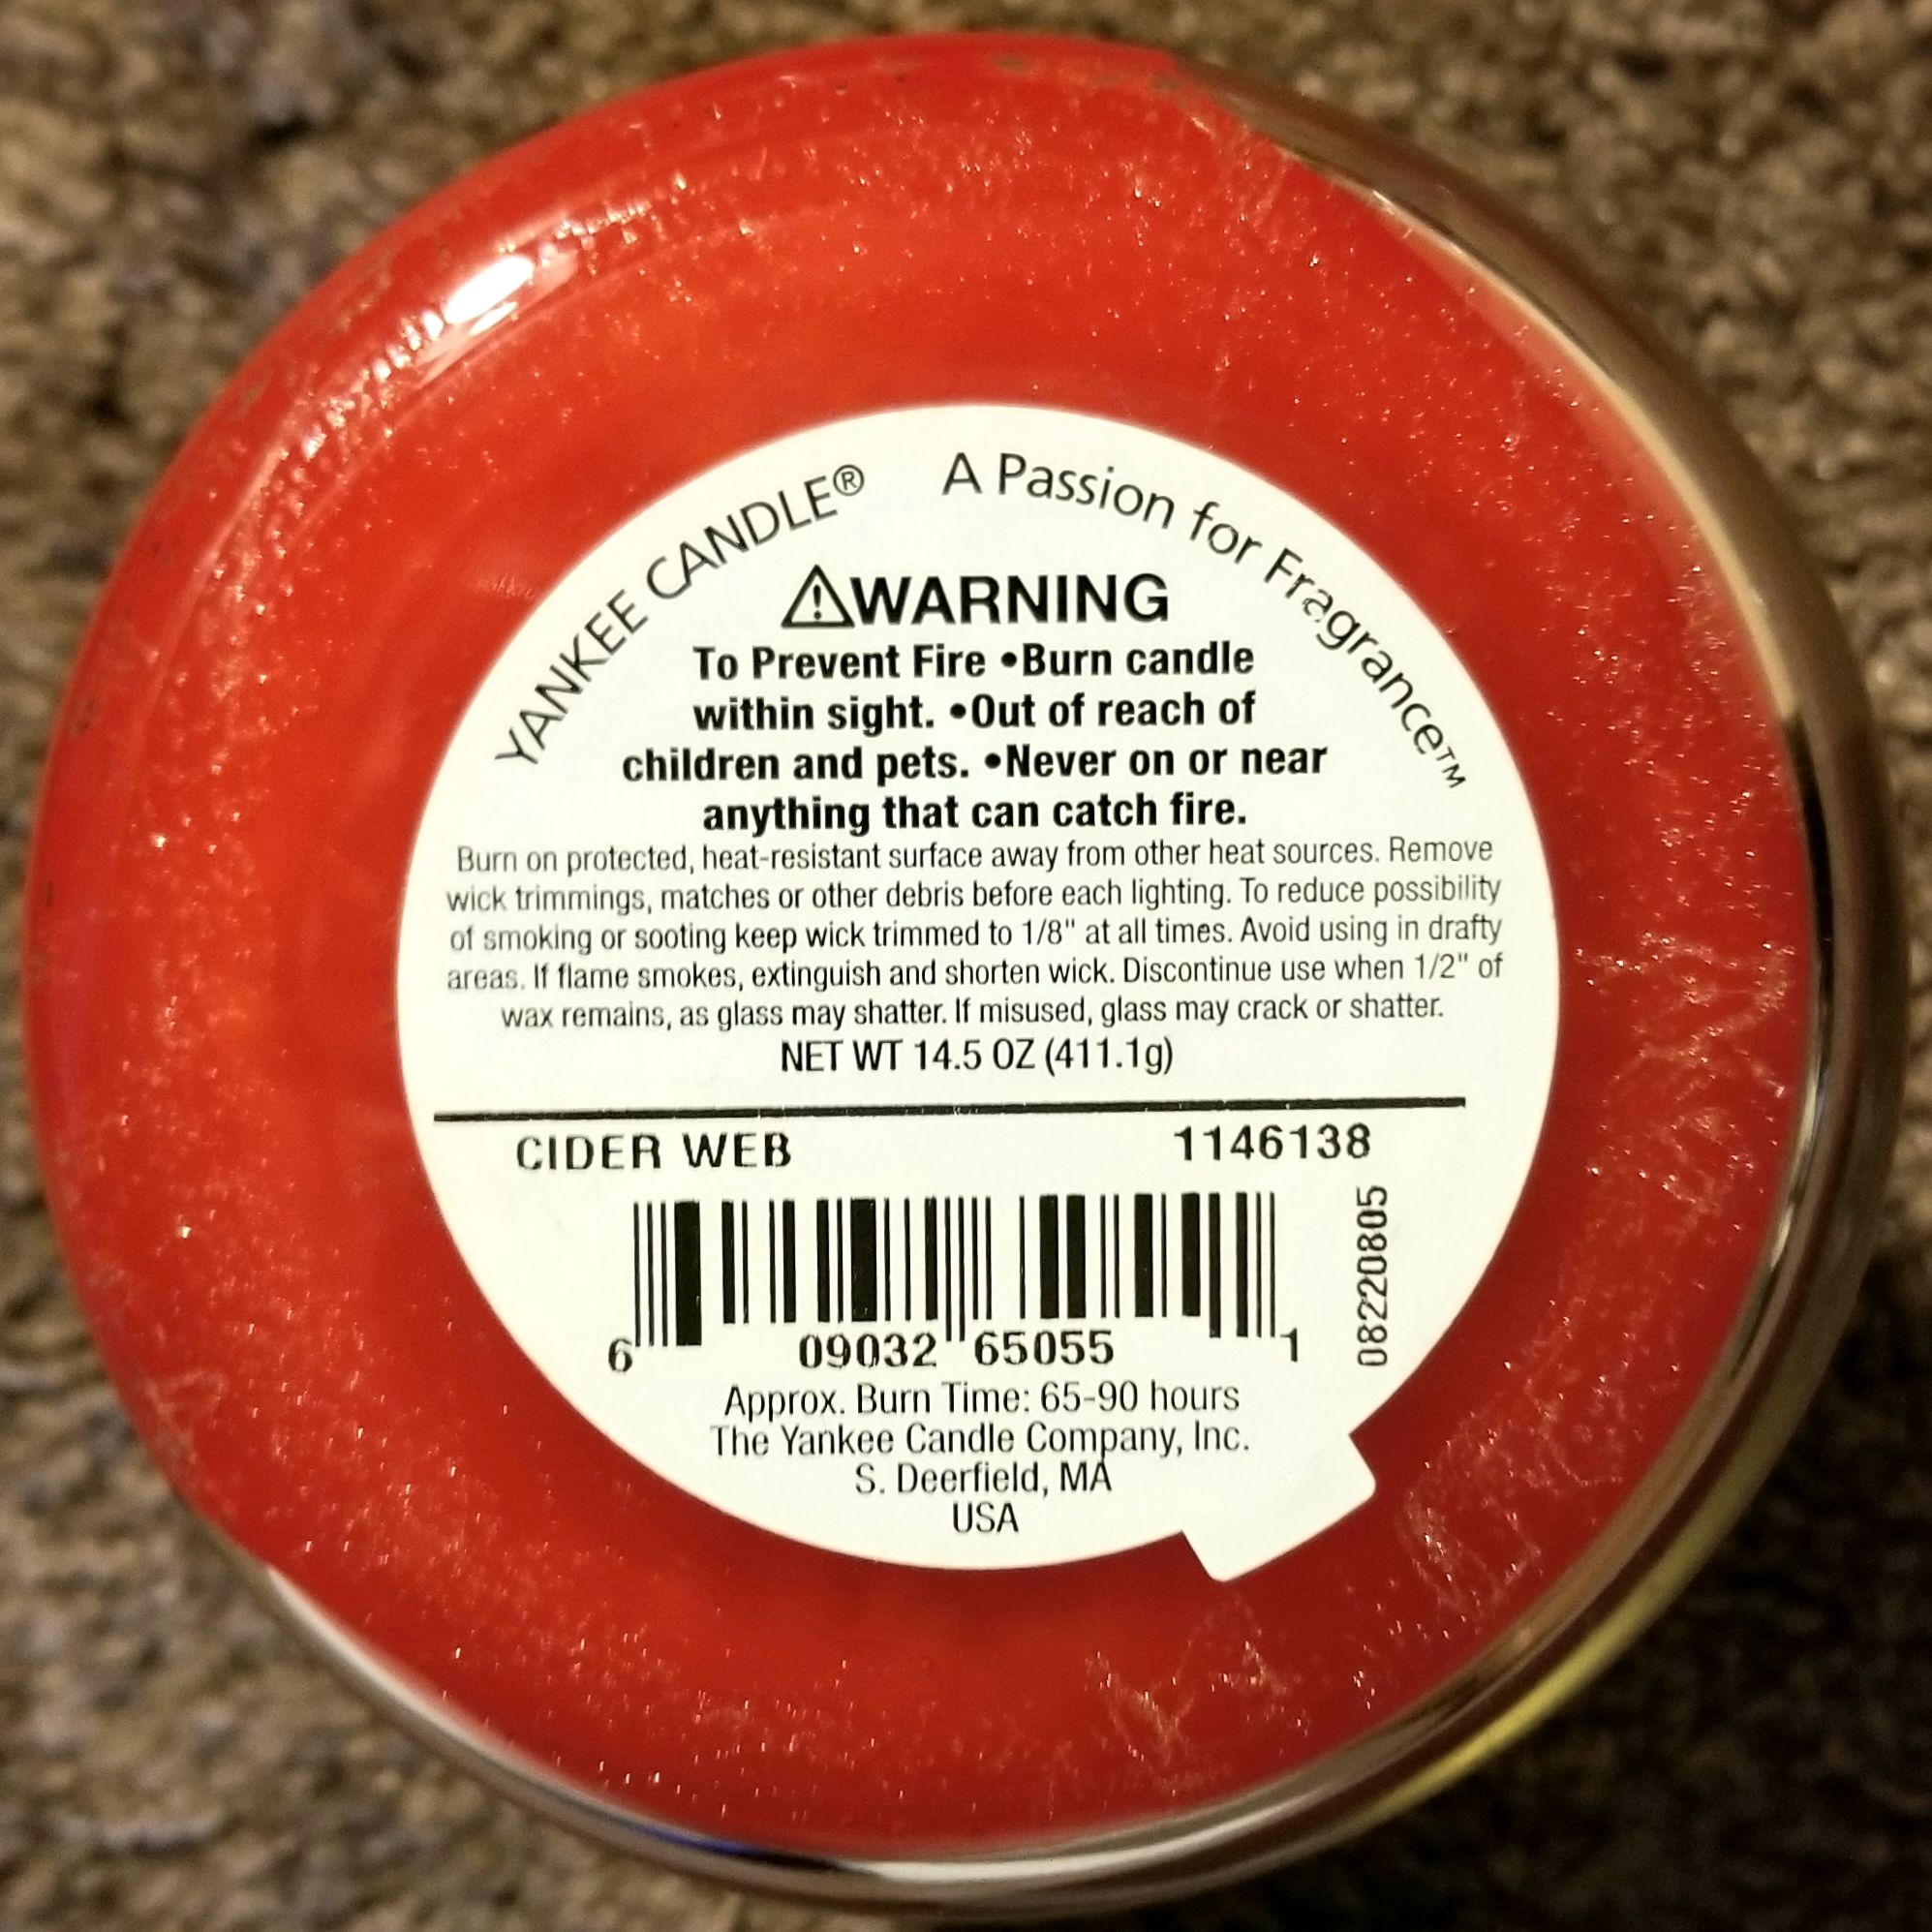 YANKEE CANDLE® A Passion for Fragrance™
⚠WARNING
To Prevent Fire •Burn candle
within sight. •Out of reach of
children and pets. •Never on or near
anything that can catch fire.
Burn on protected, heat-resistant surface away from other heat sources. Remove
wick trimmings, matches or other debris before each lighting. To reduce possibility
of smoking or sooting keep wick trimmed to 1/8" at all times. Avoid using in drafty
areas. If flame smokes, extinguish and shorten wick. Discontinue use when 1/2" of
wax remains, as glass may shatter. If misused, glass may crack or shatter.
NET WT 14.5 OZ (411.1g)
CIDER WEB 1146138
08220805
6 09032 65055 1
Approx. Burn Time: 65-90 hours
The Yankee Candle Company, Inc.
S. Deerfield, MA
USA